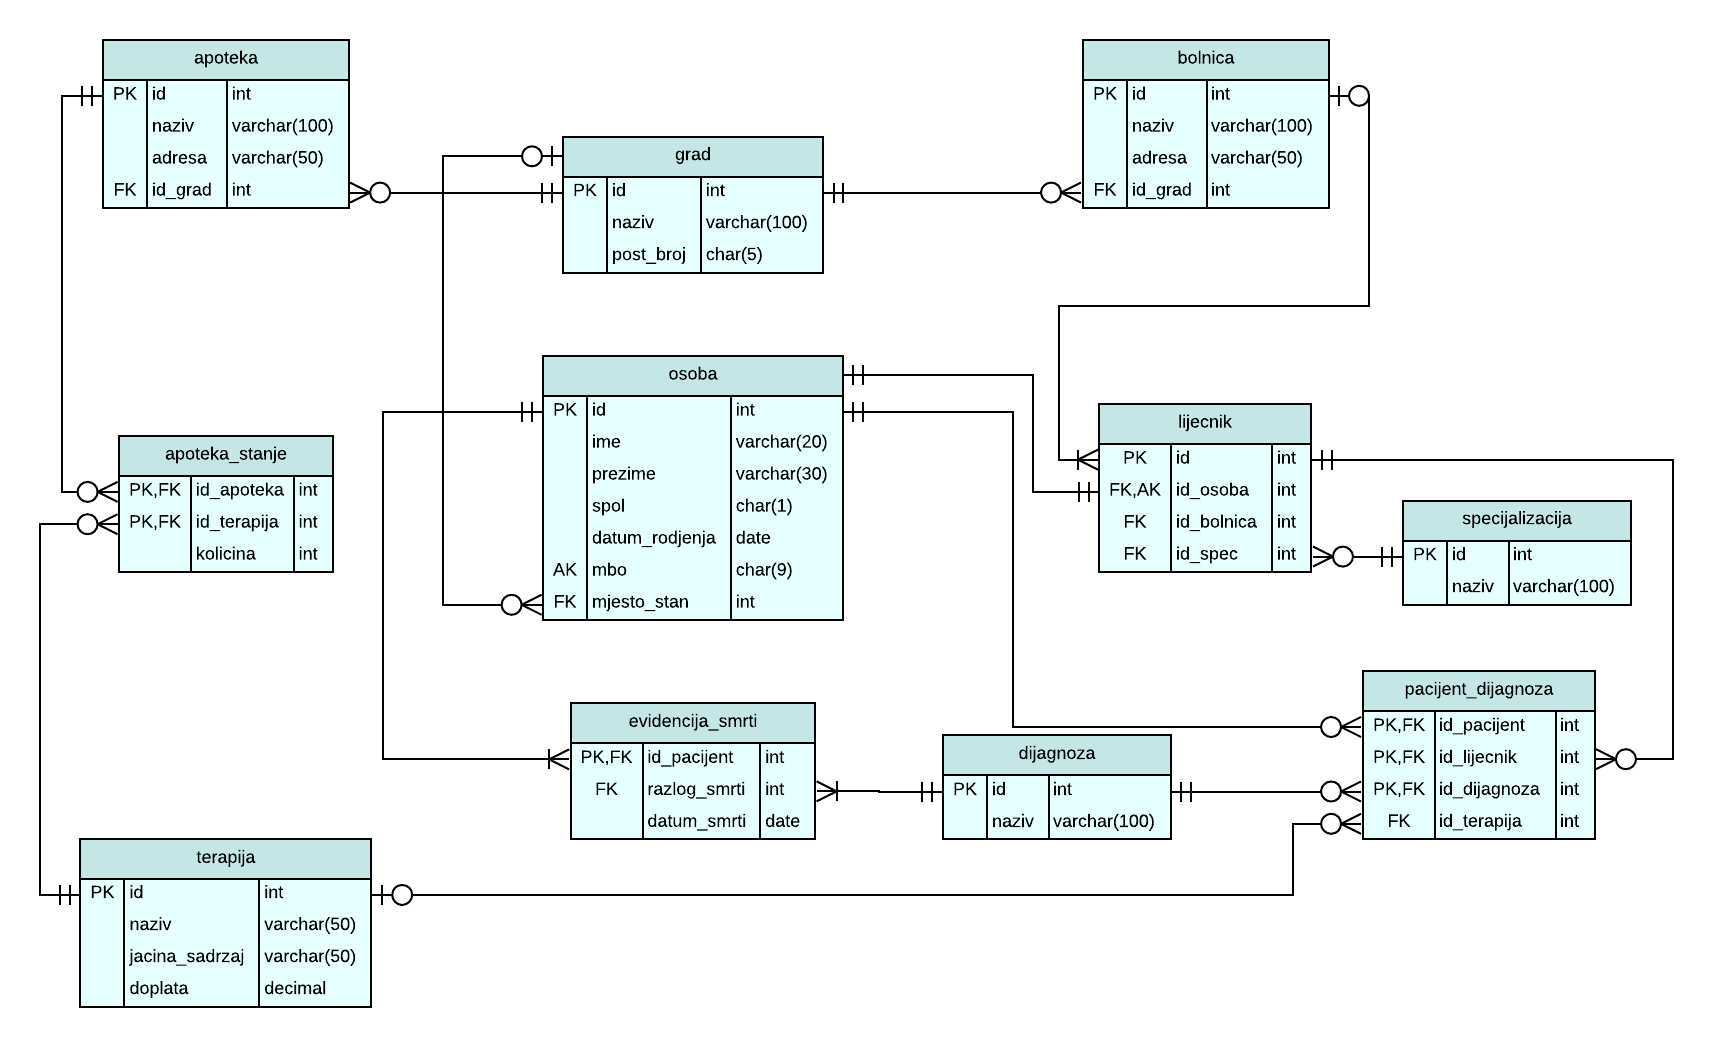 apoteka
PK id int
naziv varchar(100)
adresa varchar(50)
FK id_grad int
grad
PK id int
naziv varchar(100)
post_broj char(5)
bolnica
PK id int
naziv varchar(100)
adresa varchar(50)
FK id_grad int
osoba
PK id int
ime varchar(20)
prezime varchar(30)
spol char(1)
datum_rodjenja date
AK mbo char(9)
FK mjesto_stan int
lijecnik
PK id int
FK,AK id_osoba int
FK id_bolnica int
FK id_spec int
apoteka_stanje
PK,FK id_apoteka int
PK,FK id_terapija int
kolicina int
specijalizacija
PK id int
naziv varchar(100)
evidencija_smrti
PK,FK id_pacijent int
FK razlog_smrti int
datum_smrti date
dijagnoza
PK id int
naziv varchar(100)
pacijent_dijagnoza
PK,FK id_pacijent int
PK,FK id_lijecnik int
PK,FK id_dijagnoza int
FK id_terapija int
terapija
PK id int
naziv varchar(50)
jacina_sadrzaj varchar(50)
doplata decimal